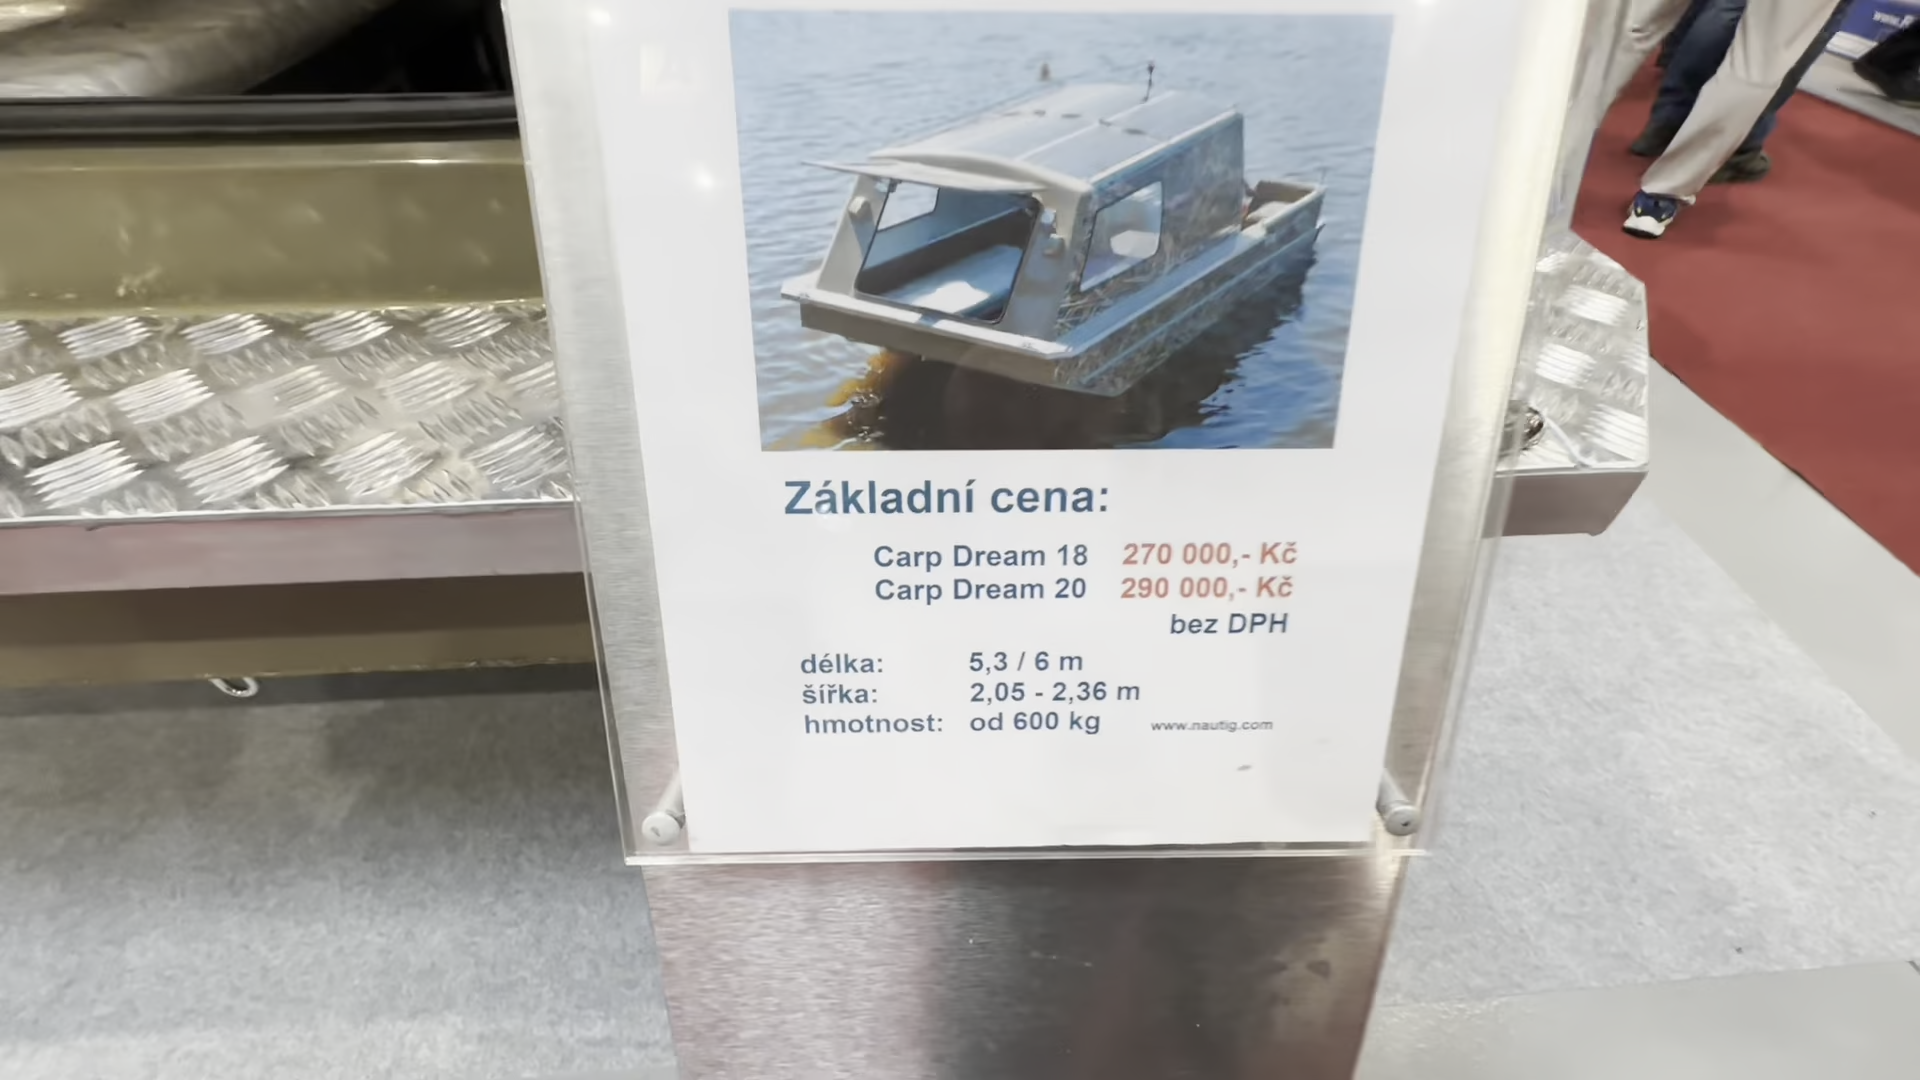 Základní cena:
Carp Dream 18 270 000,- Kč
Carp Dream 20 290 000,- Kč
bez DPH
délka: 5,3 / 6 m
šířka: 2,05 - 2,36 m
hmotnost: od 600 kg www.nautig.com